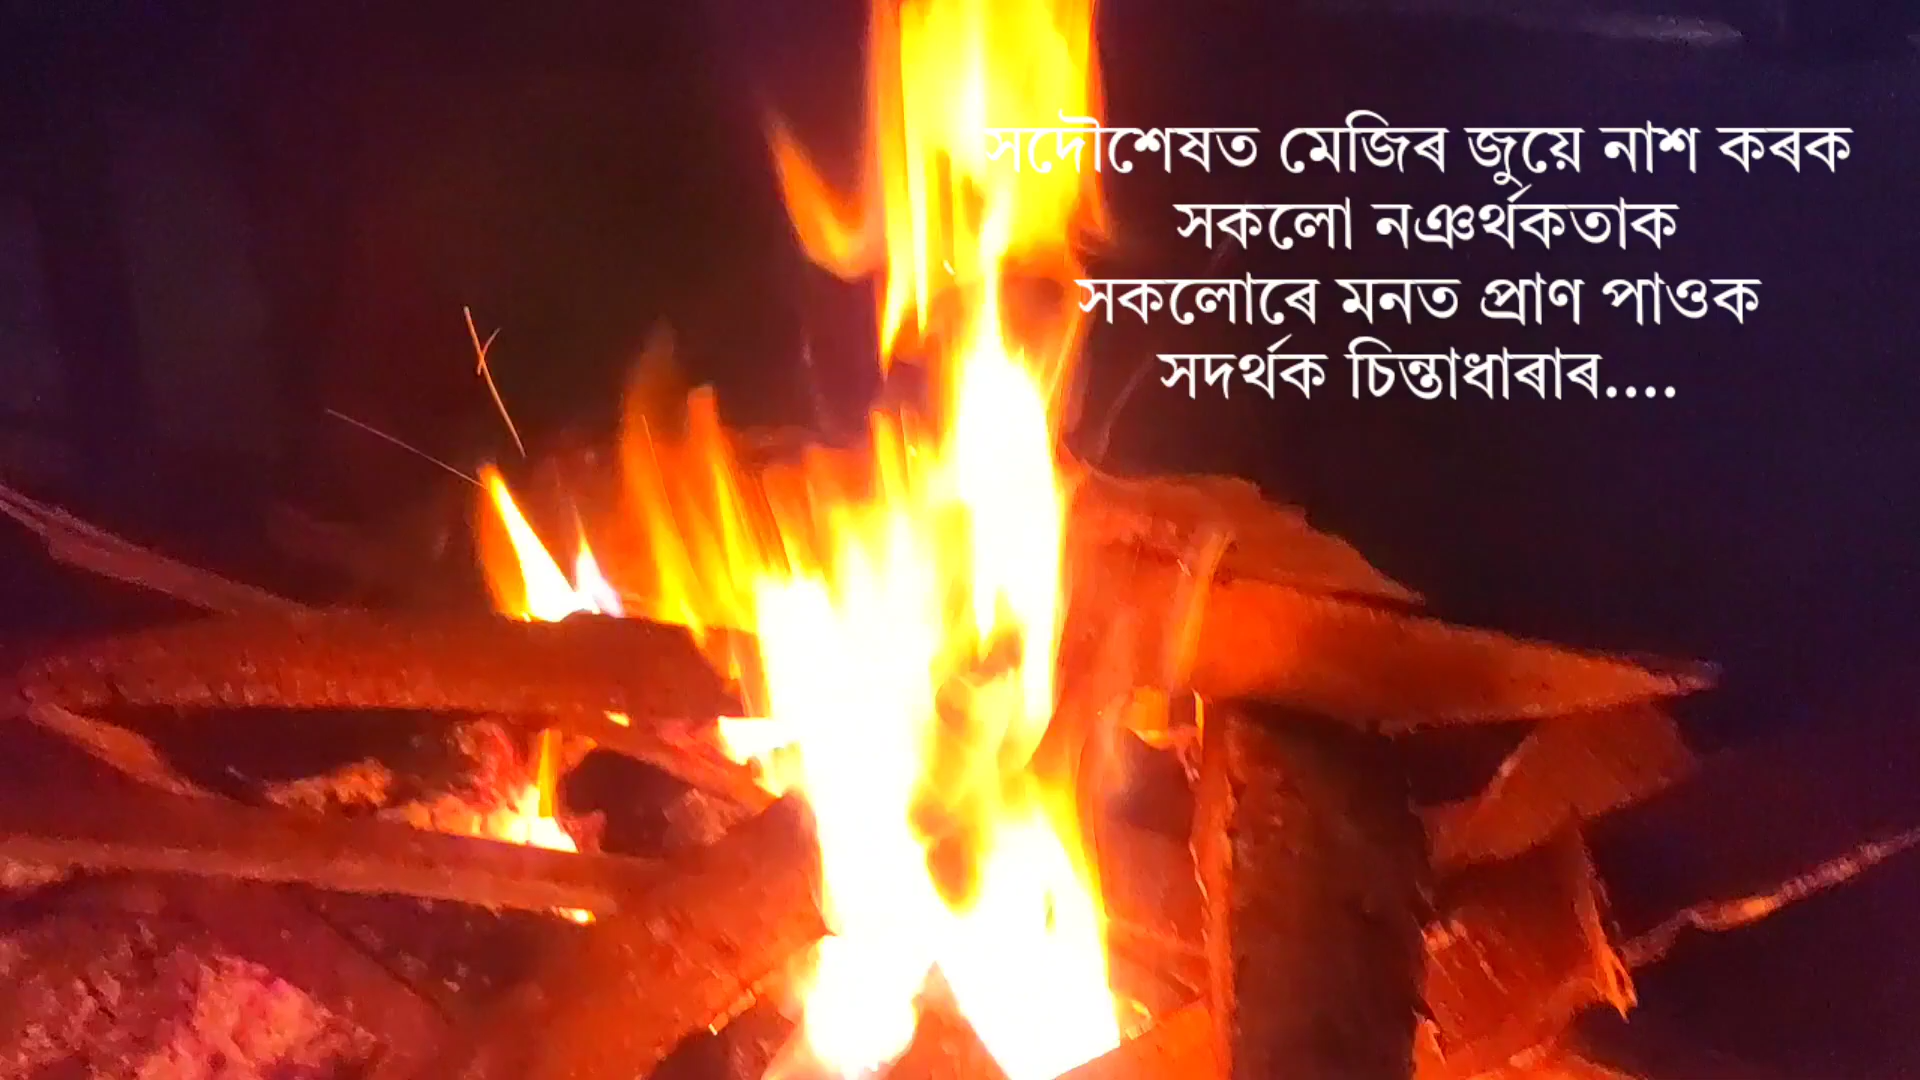 সদৌশেষত মেজিৰ জুয়ে নাশ কৰক
সকলো নঞৰ্থকতাক
সকলোৰে মনত প্ৰাণ পাওক
সদৰ্থক চিন্তাধাৰাৰ....